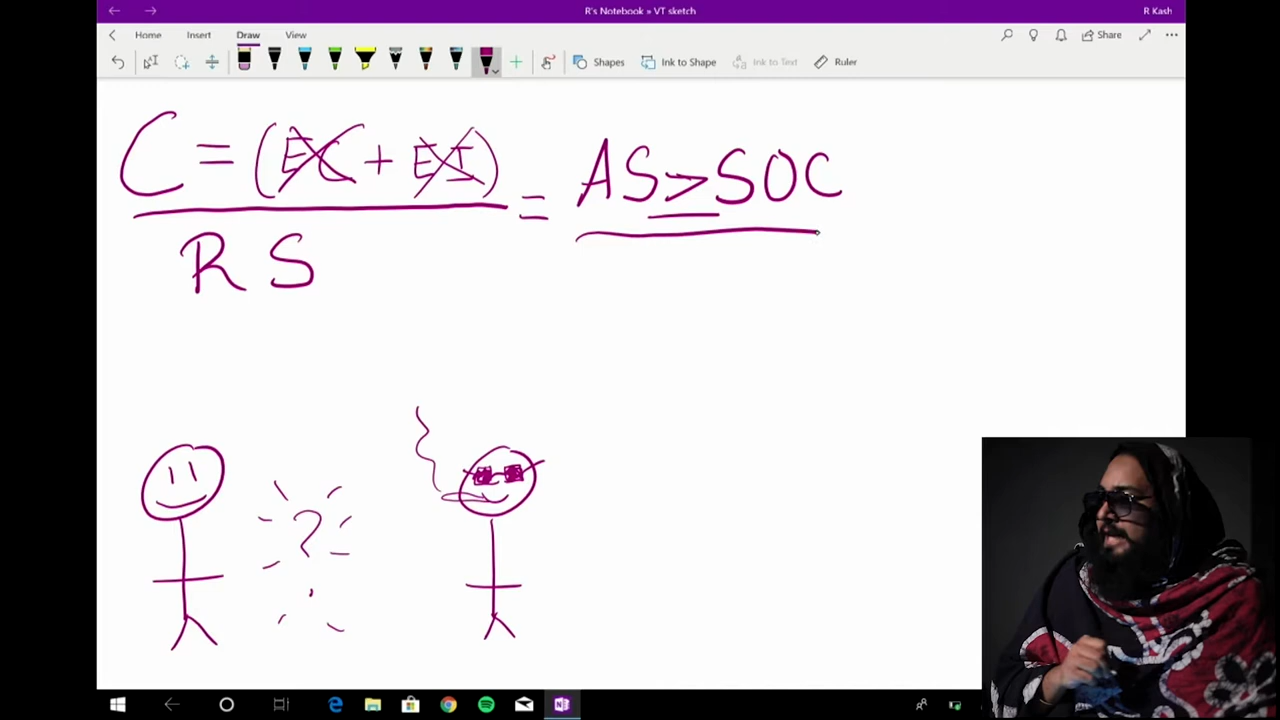 R's Notebook » VT sketch
R Kash
Home Insert Draw View
Share
Shapes Ink to Shape Ink to Text Ruler
C = (EC + EI) = AS ≥ SOC
RS
?